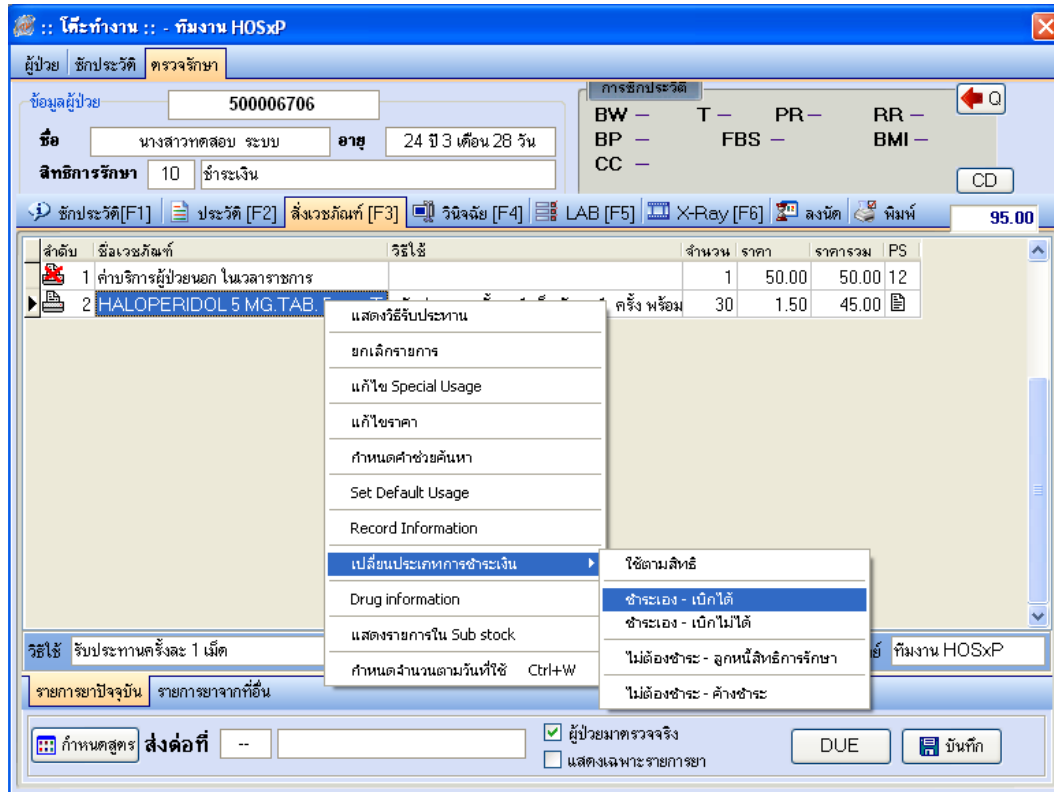 :: โต๊ะทำงาน :: - ทีมงาน HOSxP
ผู้ป่วย ซักประวัติ ตรวจรักษา
ข้อมูลผู้ป่วย 500006706
การซักประวัติ
Q
BW – T – PR – RR –
ชื่อ นางสาวทดสอบ ระบบ อายุ 24 ปี 3 เดือน 28 วัน
BP – FBS – BMI –
CC –
สิทธิการรักษา 10 ชำระเงิน
CD
ซักประวัติ[F1] ประวัติ [F2] สั่งเวชภัณฑ์ [F3] วินิจฉัย [F4] LAB [F5] X-Ray [F6] ลงนัด พิมพ์ 95.00
ลำดับ ชื่อเวชภัณฑ์ วิธีใช้ จำนวน ราคา ราคารวม PS
1 ค่าบริการผู้ป่วยนอก ในเวลาราชการ 1 50.00 50.00 12
2 HALOPERIDOL 5 MG.TAB. ครั้ง พร้อม 30 1.50 45.00
แสดงวิธีรับประทาน
ยกเลิกรายการ
แก้ไข Special Usage
แก้ไขราคา
กำหนดคำช่วยค้นหา
Set Default Usage
Record Information
เปลี่ยนประเภทการชำระเงิน
Drug information
แสดงรายการใน Sub stock
กำหนดจำนวนตามวันที่ใช้ Ctrl+W
ใช้ตามสิทธิ
ชำระเอง - เบิกได้
ชำระเอง - เบิกไม่ได้
ไม่ต้องชำระ - ลูกหนี้สิทธิการรักษา
ไม่ต้องชำระ - ค้างชำระ
วิธีใช้ รับประทานครั้งละ 1 เม็ด ทีมงาน HOSxP
รายการยาปัจจุบัน รายการยาจากที่อื่น
กำหนดสูตร ส่งต่อที่ --
ผู้ป่วยมาตรวจจริง
แสดงเฉพาะรายการยา
DUE บันทึก